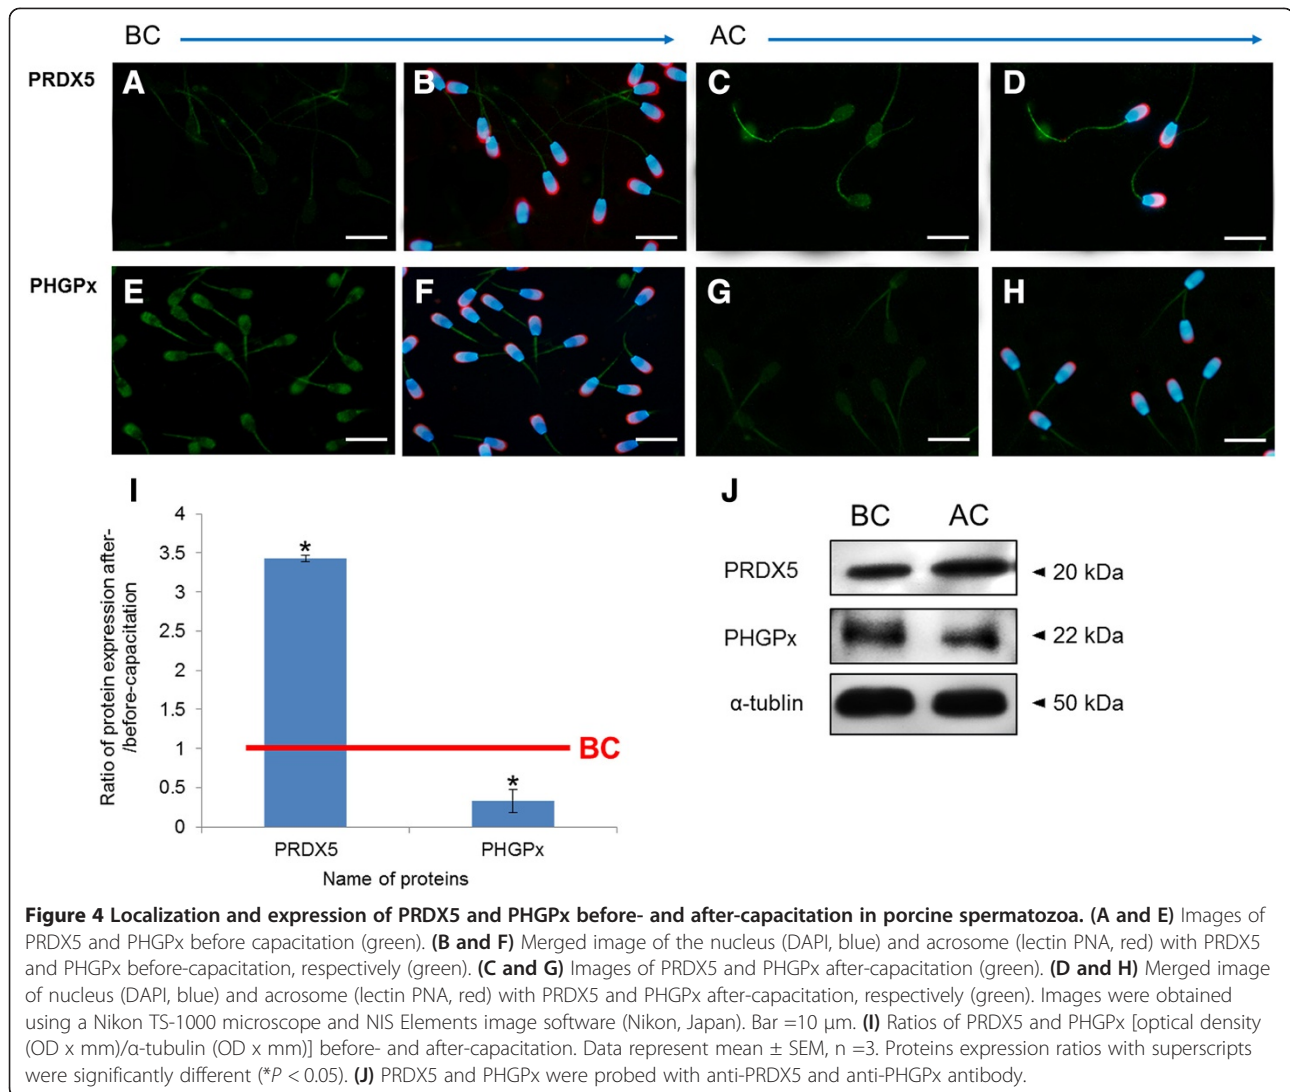 BC AC
PRDX5
A B C D
PHGPx
E F G H
I
J
Ratio of protein expression after-
/before-capacitation
4
3.5
3
2.5
2
1.5
1
0.5
0
*
*
BC
PRDX5 PHGPx
Name of proteins
BC AC
PRDX5 ◄ 20 kDa
PHGPx ◄ 22 kDa
α-tublin ◄ 50 kDa
Figure 4 Localization and expression of PRDX5 and PHGPx before- and after-capacitation in porcine spermatozoa. (A and E) Images of
PRDX5 and PHGPx before capacitation (green). (B and F) Merged image of the nucleus (DAPI, blue) and acrosome (lectin PNA, red) with PRDX5
and PHGPx before-capacitation, respectively (green). (C and G) Images of PRDX5 and PHGPx after-capacitation (green). (D and H) Merged image
of nucleus (DAPI, blue) and acrosome (lectin PNA, red) with PRDX5 and PHGPx after-capacitation, respectively (green). Images were obtained
using a Nikon TS-1000 microscope and NIS Elements image software (Nikon, Japan). Bar =10 μm. (I) Ratios of PRDX5 and PHGPx [optical density
(OD x mm)/α-tubulin (OD x mm)] before- and after-capacitation. Data represent mean ± SEM, n =3. Proteins expression ratios with superscripts
were significantly different (*P < 0.05). (J) PRDX5 and PHGPx were probed with anti-PRDX5 and anti-PHGPx antibody.